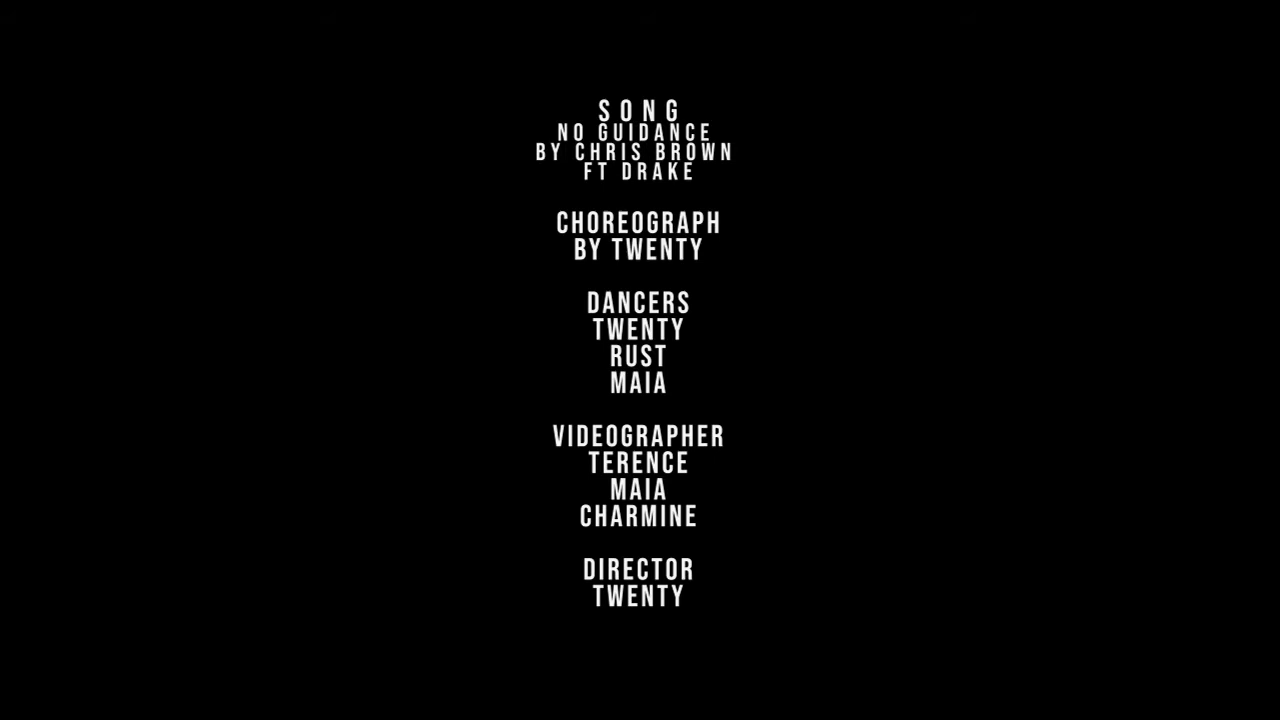 SONG
NO GUIDANCE
BY CHRIS BROWN
FT DRAKE
CHOREOGRAPH
BY TWENTY
DANCERS
TWENTY
RUST
MAIA
VIDEOGRAPHER
TERENCE
MAIA
CHARMINE
DIRECTOR
TWENTY